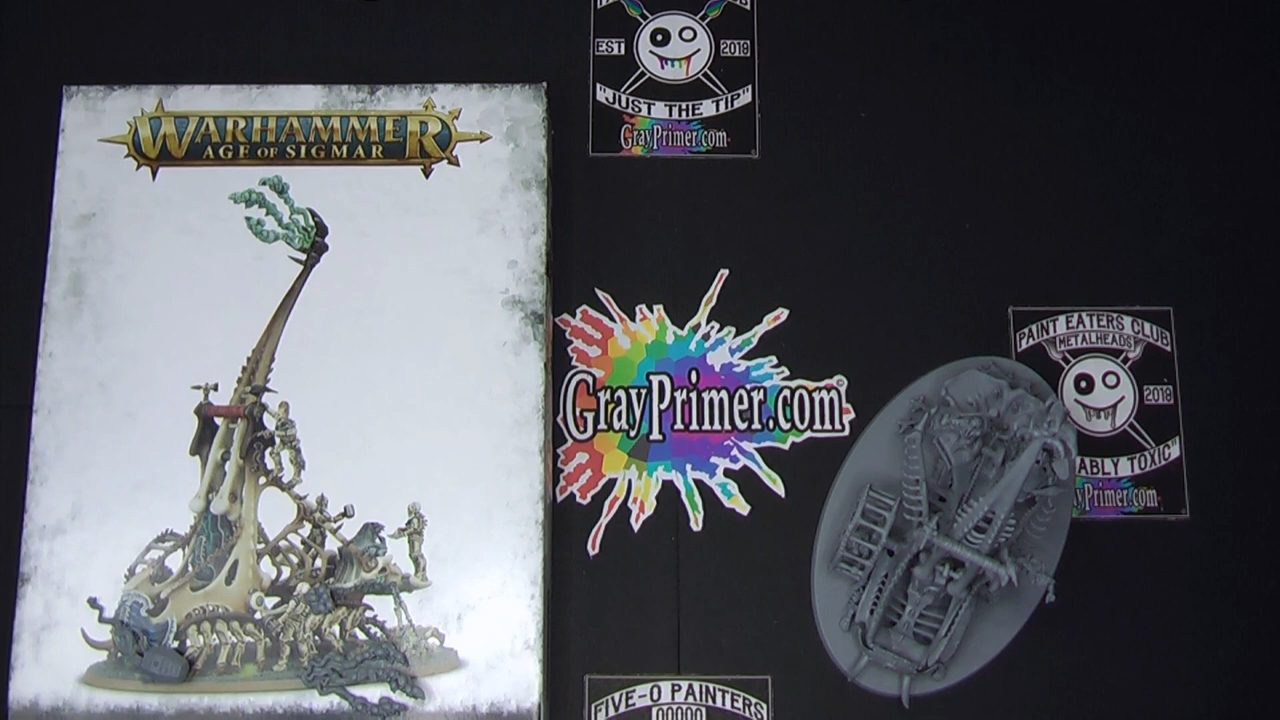 WARHAMMER
AGE OF SIGMAR
EST 2018
"JUST THE TIP"
GrayPrimer.com
GrayPrimer.com
PAINT EATERS CLUB
METALHEADS
2018
ABLY TOXIC"
yPrimer.com
FIVE-O PAINTERS
00000